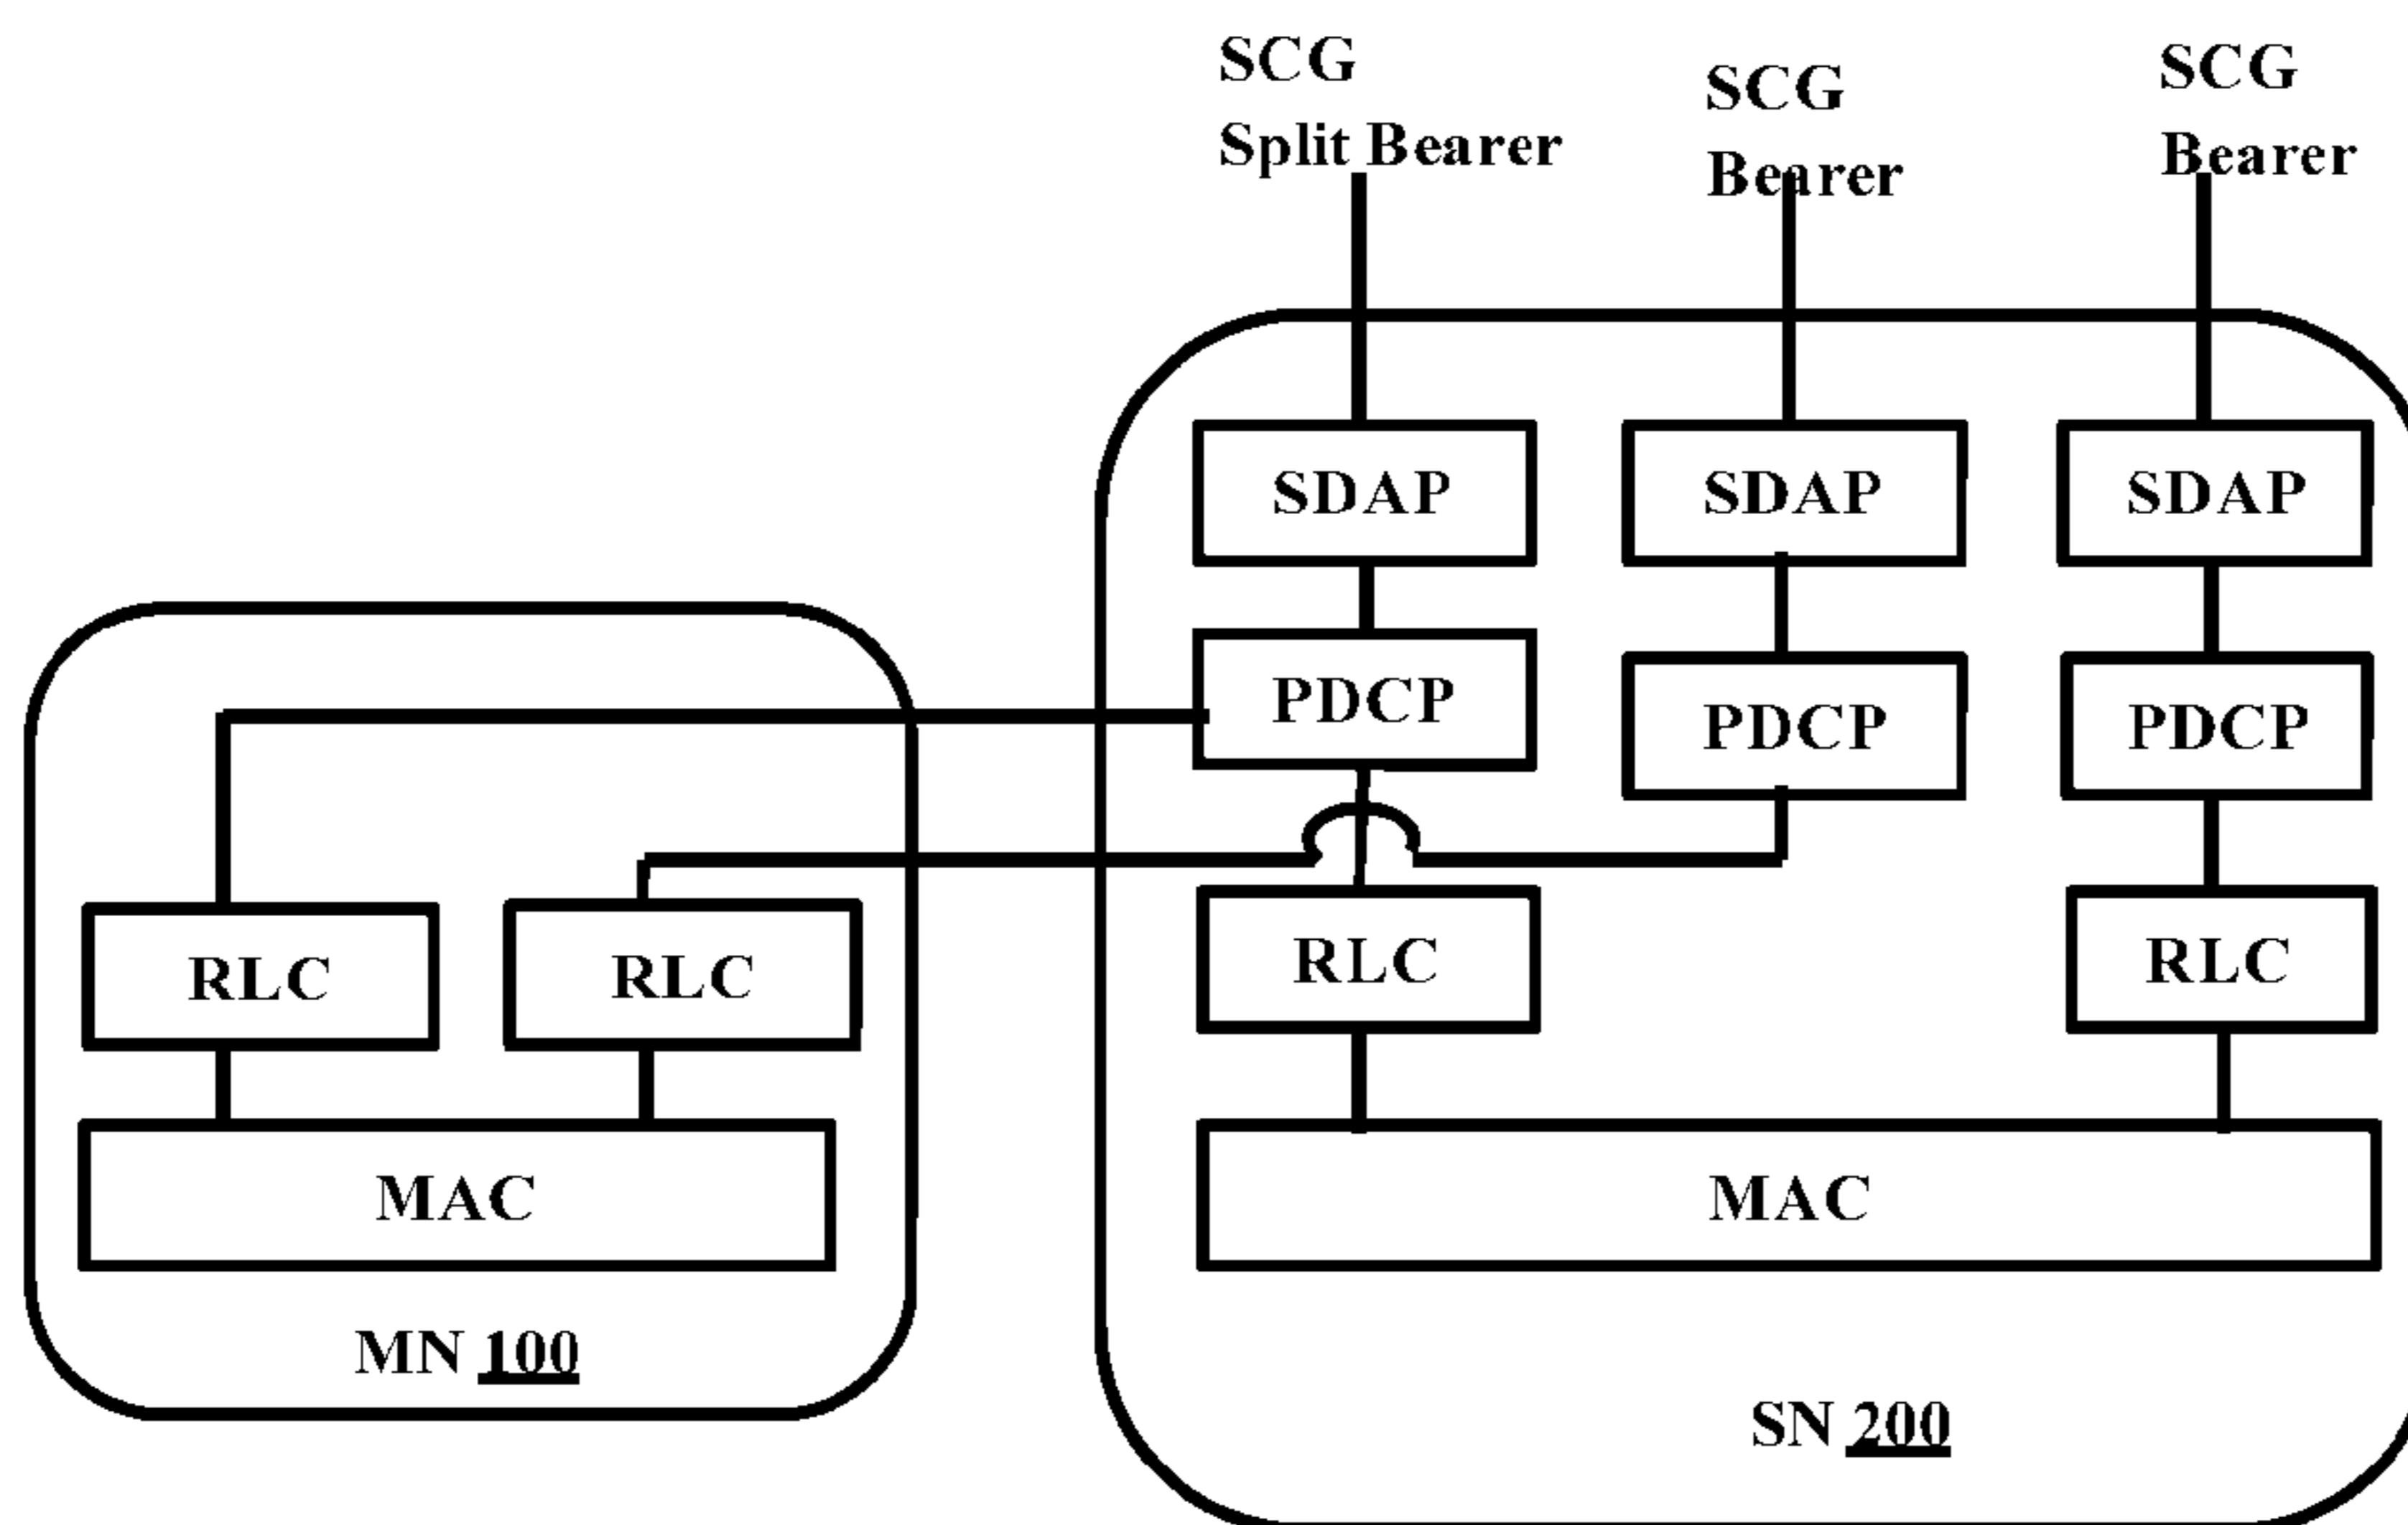 SCG
Split Bearer
SCG
Bearer
SCG
Bearer
SDAP
SDAP
SDAP
PDCP
PDCP
PDCP
RLC
RLC
RLC
RLC
MAC
MAC
MN 100
SN 200